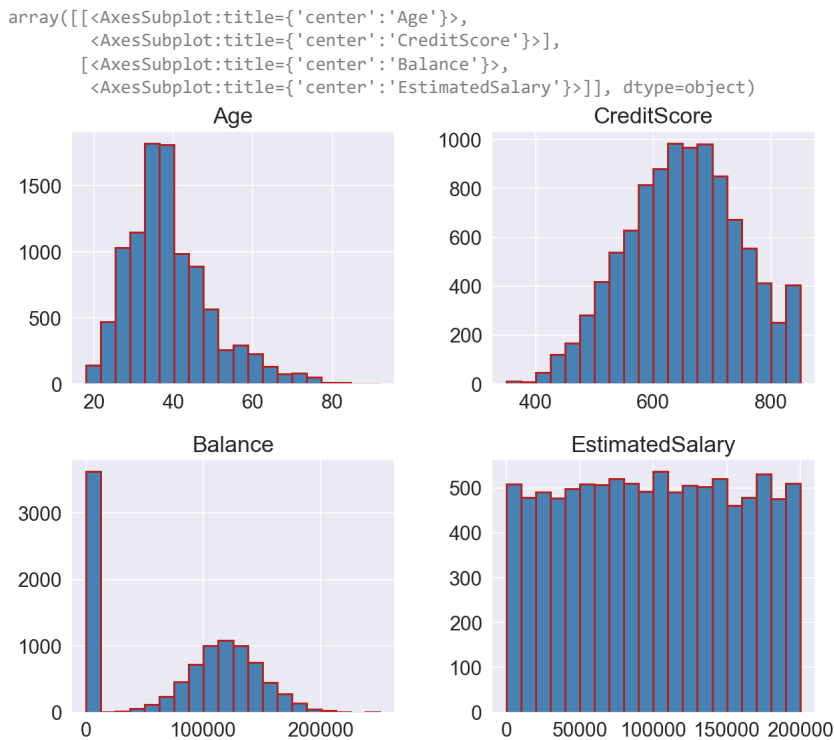 array([[<AxesSubplot:title={'center':'Age'}>,
        <AxesSubplot:title={'center':'CreditScore'}>],
       [<AxesSubplot:title={'center':'Balance'}>,
        <AxesSubplot:title={'center':'EstimatedSalary'}>]], dtype=object)
Age
1500
1000
500
0
20 40 60 80
CreditScore
1000
800
600
400
200
0
400 600 800
Balance
3000
2000
1000
0
0 100000 200000
EstimatedSalary
500
400
300
200
100
0
0 50000 100000 150000 200000